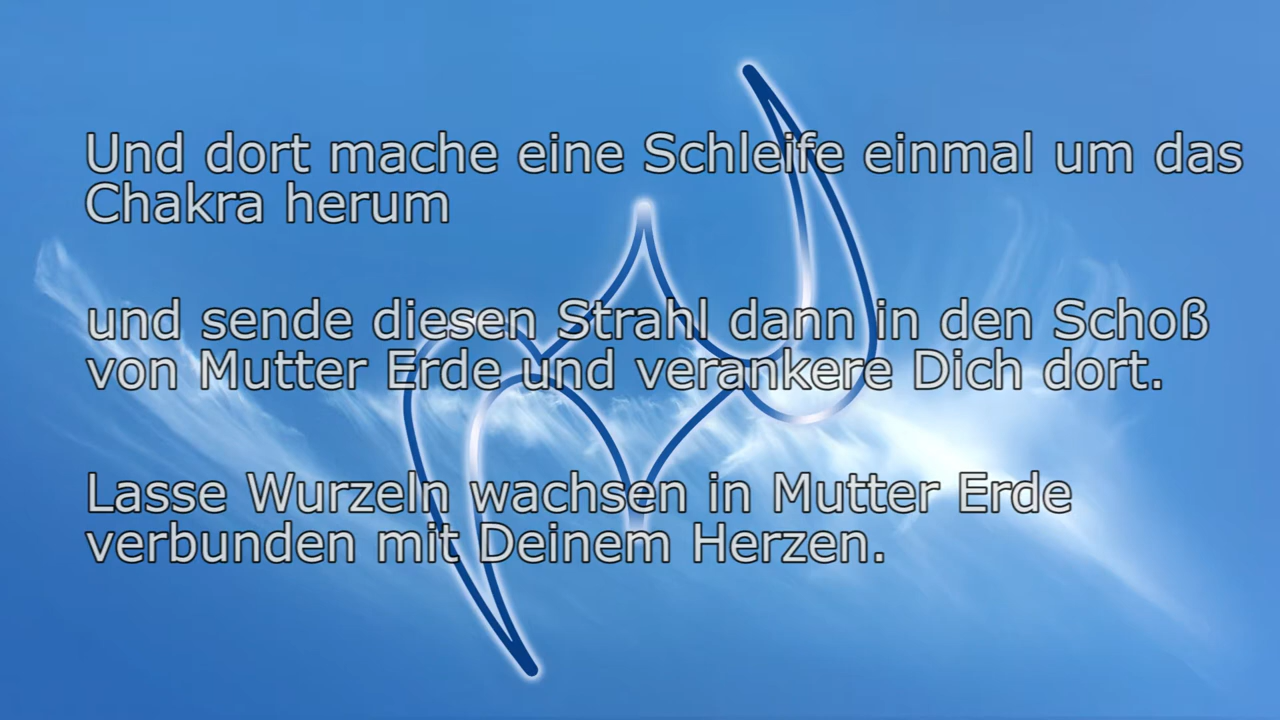 Und dort mache eine Schleife einmal um das
Chakra herum
und sende diesen Strahl dann in den Schoß
von Mutter Erde und verankere Dich dort.
Lasse Wurzeln wachsen in Mutter Erde
verbunden mit Deinem Herzen.